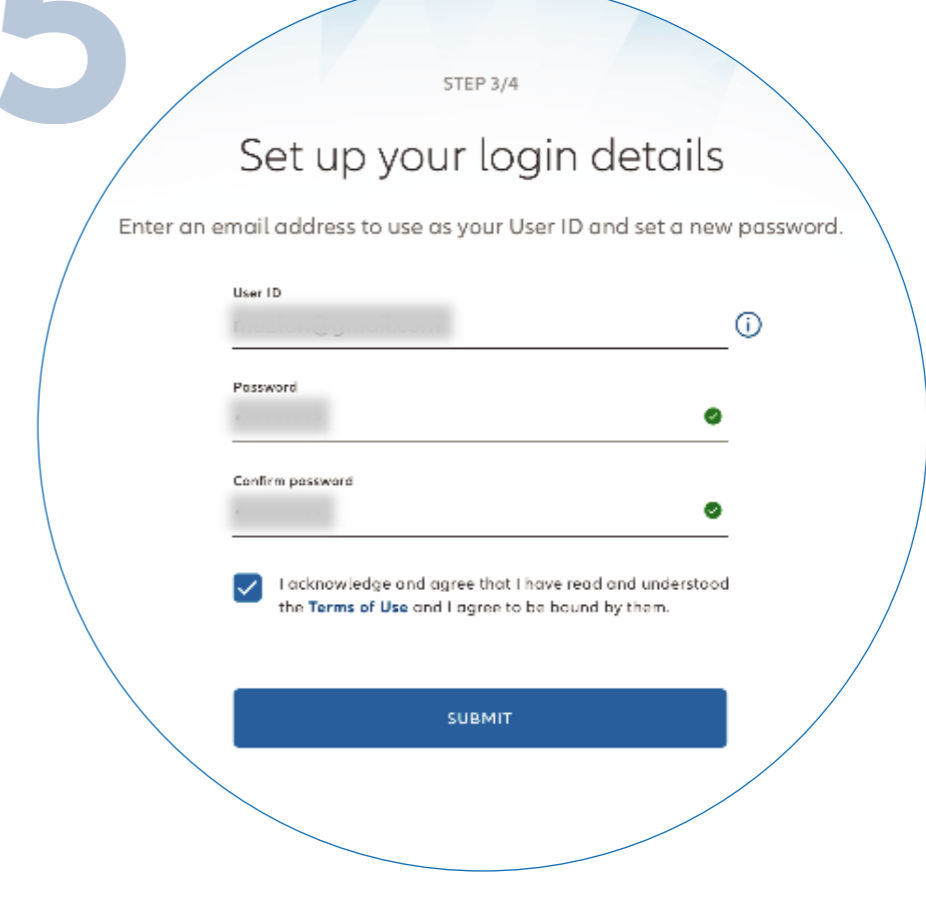 5
STEP 3/4
Set up your login details
Enter an email address to use as your User ID and set a new password.
User ID
Password
Confirm password
I acknowledge and agree that I have read and understood
the Terms of Use and I agree to be bound by them.
SUBMIT